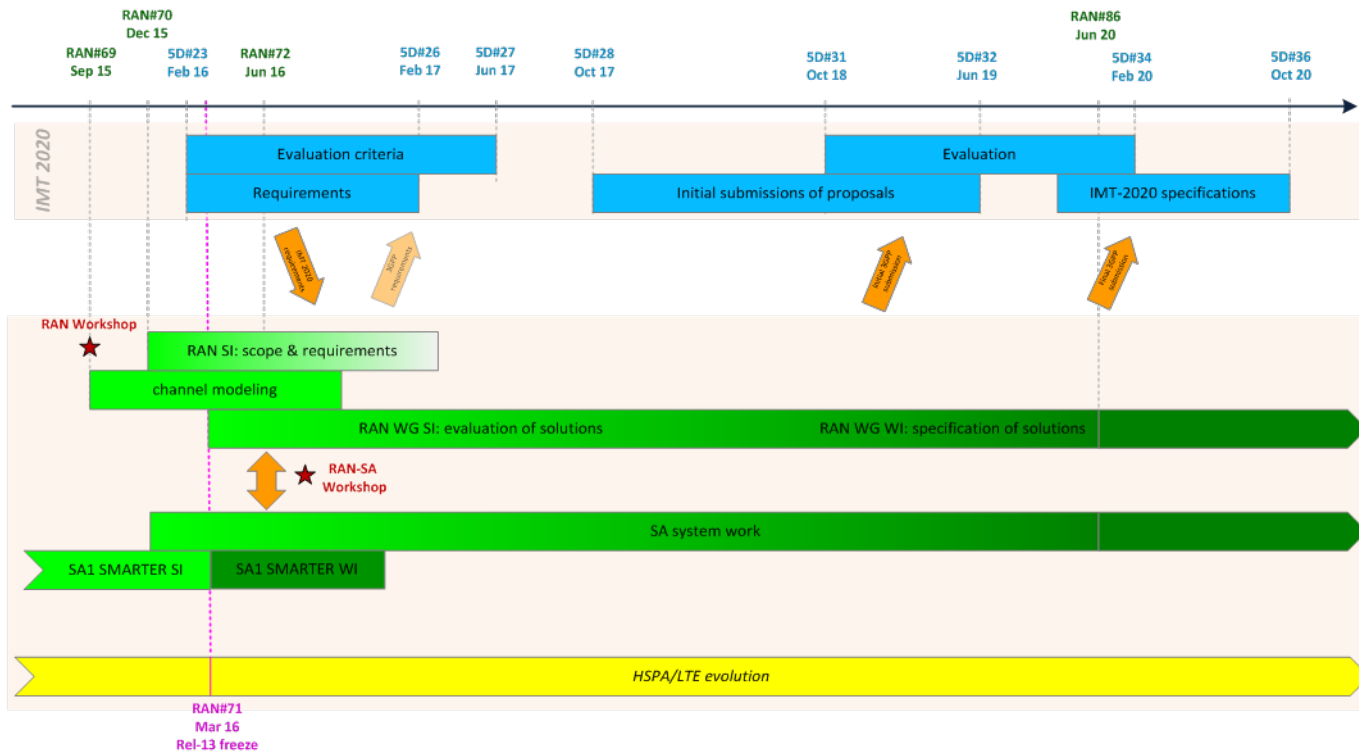 RAN#70
Dec 15
RAN#69
Sep 15
5D#23
Feb 16
RAN#72
Jun 16
5D#26
Feb 17
5D#27
Jun 17
5D#28
Oct 17
5D#31
Oct 18
5D#32
Jun 19
RAN#86
Jun 20
5D#34
Feb 20
5D#36
Oct 20
IMT 2020
Evaluation criteria
Evaluation
Requirements
Initial submissions of proposals
IMT-2020 specifications
IMT 2020
requirements
3GPP
requirements
Initial 3GPP
submission
Final 3GPP
submission
RAN Workshop
RAN SI: scope & requirements
channel modeling
RAN WG SI: evaluation of solutions
RAN WG WI: specification of solutions
RAN-SA
Workshop
SA system work
SA1 SMARTER SI
SA1 SMARTER WI
HSPA/LTE evolution
RAN#71
Mar 16
Rel-13 freeze